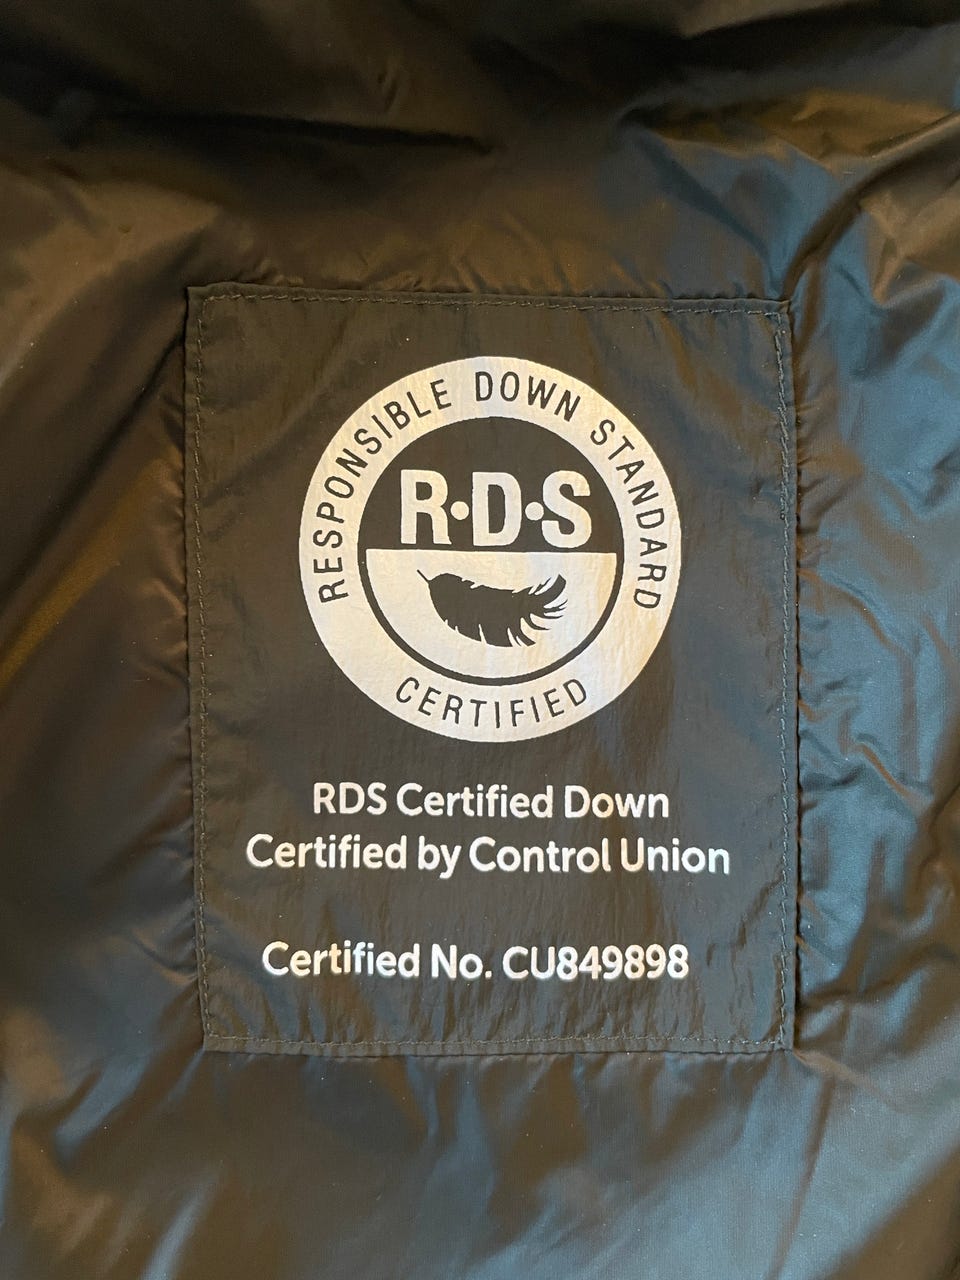 RESPONSIBLE DOWN STANDARD
R•D•S
CERTIFIED
RDS Certified Down
Certified by Control Union
Certified No. CU849898